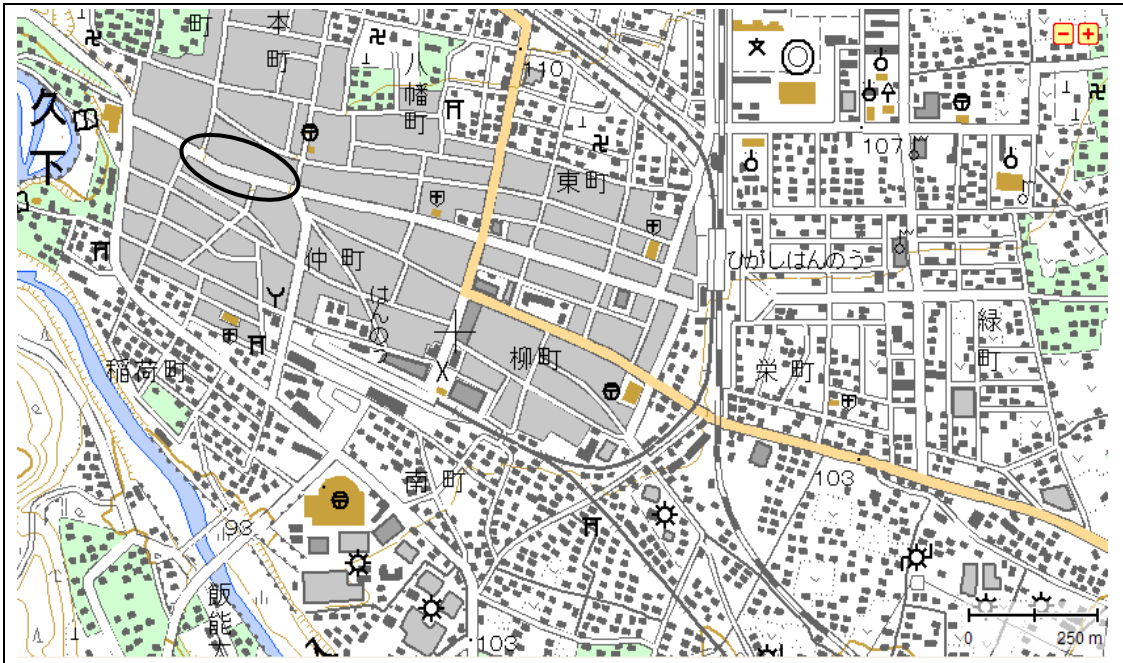 町
本町
八幡町
110
久下
東町
107
仲町
ひがしはんのう
はんのう
緑町
柳町
栄町
稲荷町
南町
103
93
飯能大
103
0
250 m